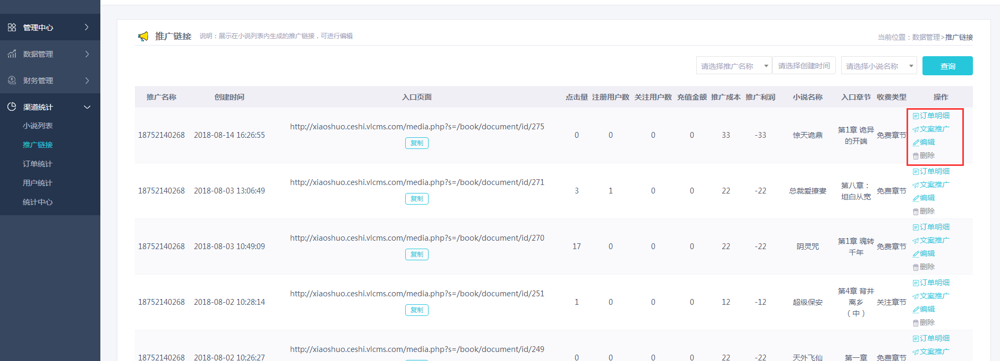 管理中心
数据管理
财务管理
渠道统计
小说列表
推广链接
订单统计
用户统计
统计中心
推广链接 说明：展示在小说列表内生成的推广链接，可进行编辑
当前位置：数据管理>推广链接
请选择推广名称 请选择创建时间 请选择小说名称 查询
推广名称 创建时间 入口页面 点击量 注册用户数 关注用户数 充值金额 推广成本 推广利润 小说名称 入口章节 收费类型 操作
18752140268 2018-08-14 16:26:55 http://xiaoshuo.ceshi.vlcms.com/media.php?s=/book/document/id/275 0 0 0 0 33 -33 惊天诡鼎 第1章 诡异
的开端 免费章节
复制
订单明细
文案推广
编辑
删除
18752140268 2018-08-03 13:06:49 http://xiaoshuo.ceshi.vlcms.com/media.php?s=/book/document/id/271 3 1 0 0 22 -22 总裁爱撩妻 第八章：
坦白从宽 免费章节
复制
订单明细
文案推广
编辑
删除
18752140268 2018-08-03 10:49:09 http://xiaoshuo.ceshi.vlcms.com/media.php?s=/book/document/id/270 17 0 0 0 22 -22 阴灵咒 第1章 魂转
千年 免费章节
复制
订单明细
文案推广
编辑
删除
18752140268 2018-08-02 10:28:14 http://xiaoshuo.ceshi.vlcms.com/media.php?s=/book/document/id/251 1 0 0 0 12 -12 超级保安 第4章 背井
离乡
（中） 关注章节
复制
订单明细
文案推广
编辑
删除
18752140268 2018-08-02 10:26:27 http://xiaoshuo.ceshi.vlcms.com/media.php?s=/book/document/id/249 0 0 0 0 22 -22 天外飞仙 第一章 免费章节
订单明细
文案推广